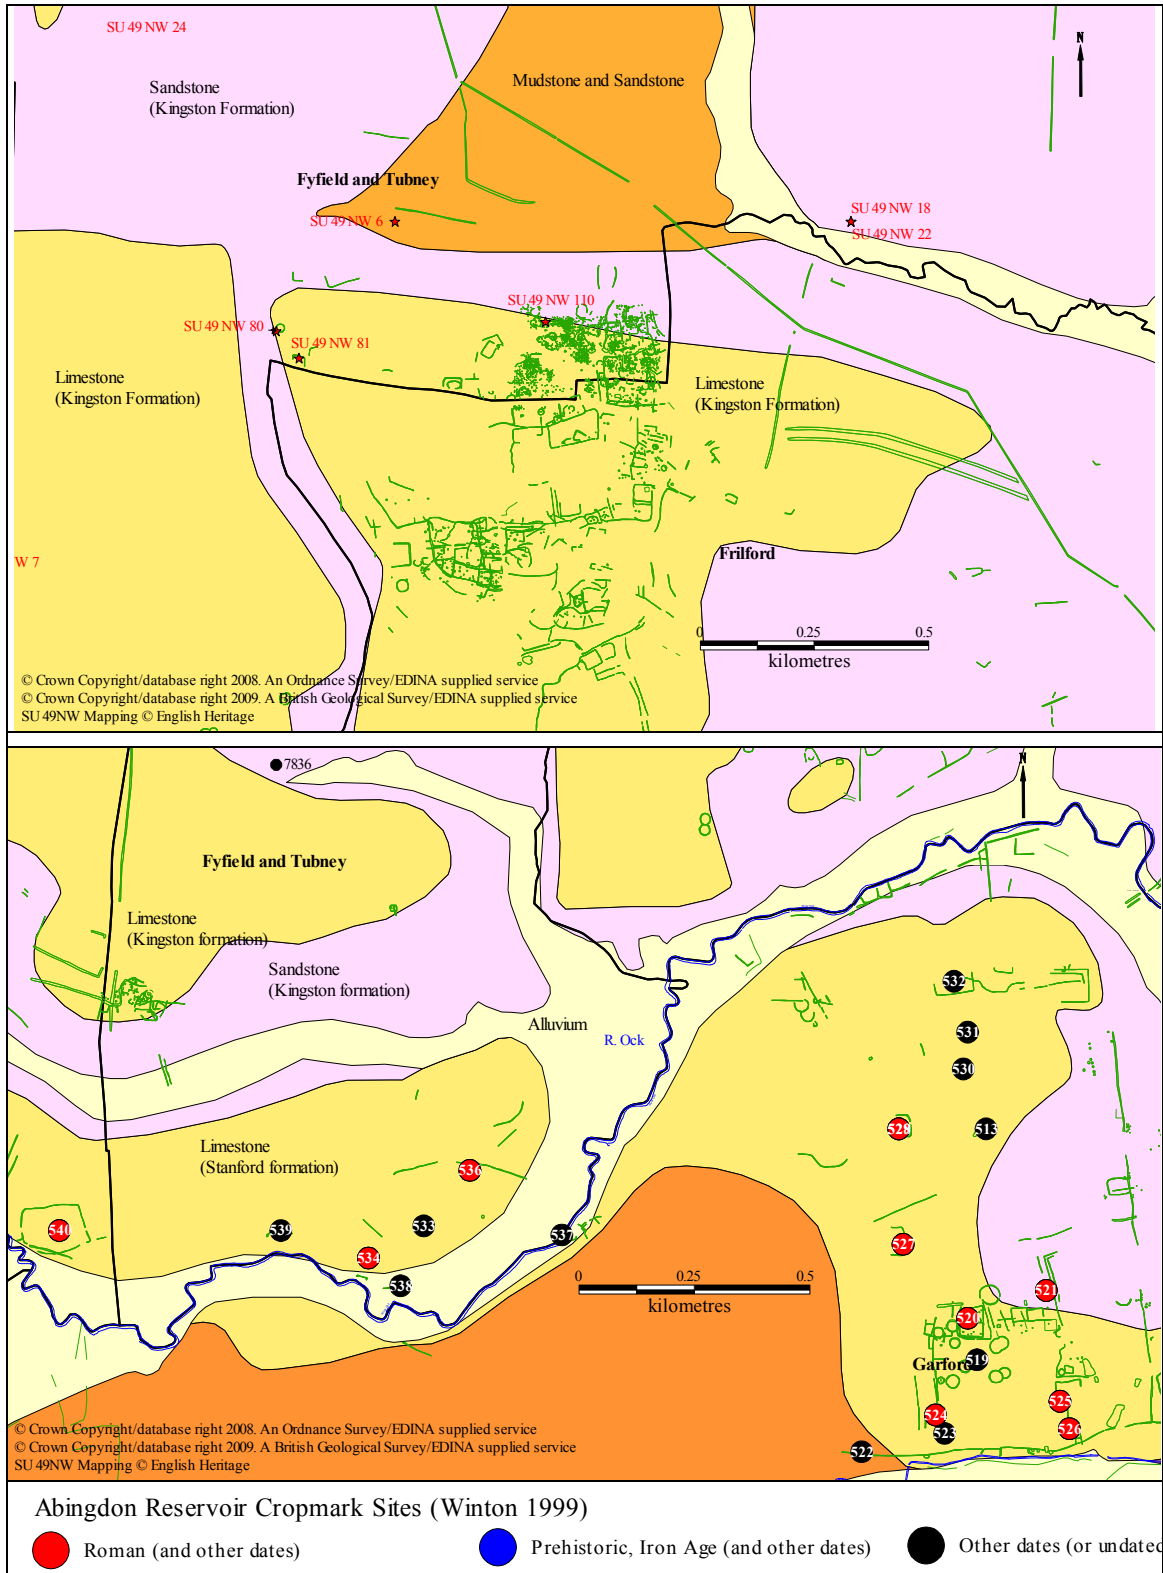 SU 49 NW 24
Mudstone and Sandstone
N
Sandstone
(Kingston Formation)
Fyfield and Tubney
SU 49 NW 6
SU 49 NW 18
SU 49 NW 22
SU 49 NW 110
SU 49 NW 80
SU 49 NW 81
Limestone
(Kingston Formation)
Limestone
(Kingston Formation)
W 7
Frilford
0 0.25 0.5
kilometres
© Crown Copyright/database right 2008. An Ordnance Survey/EDINA supplied service
© Crown Copyright/database right 2009. A British Geological Survey/EDINA supplied service
SU 49NW Mapping © English Heritage
7836
N
Fyfield and Tubney
Limestone
(Kingston formation)
Sandstone
(Kingston formation)
Alluvium
R. Ock
532
531
530
528
513
Limestone
(Stanford formation)
536
540
539
533
537
534
527
538
0 0.25 0.5
kilometres
521
520
Garford
519
525
524
526
523
522
© Crown Copyright/database right 2008. An Ordnance Survey/EDINA supplied service
© Crown Copyright/database right 2009. A British Geological Survey/EDINA supplied service
SU 49NW Mapping © English Heritage
Abingdon Reservoir Cropmark Sites (Winton 1999)
Roman (and other dates)
Prehistoric, Iron Age (and other dates)
Other dates (or undated